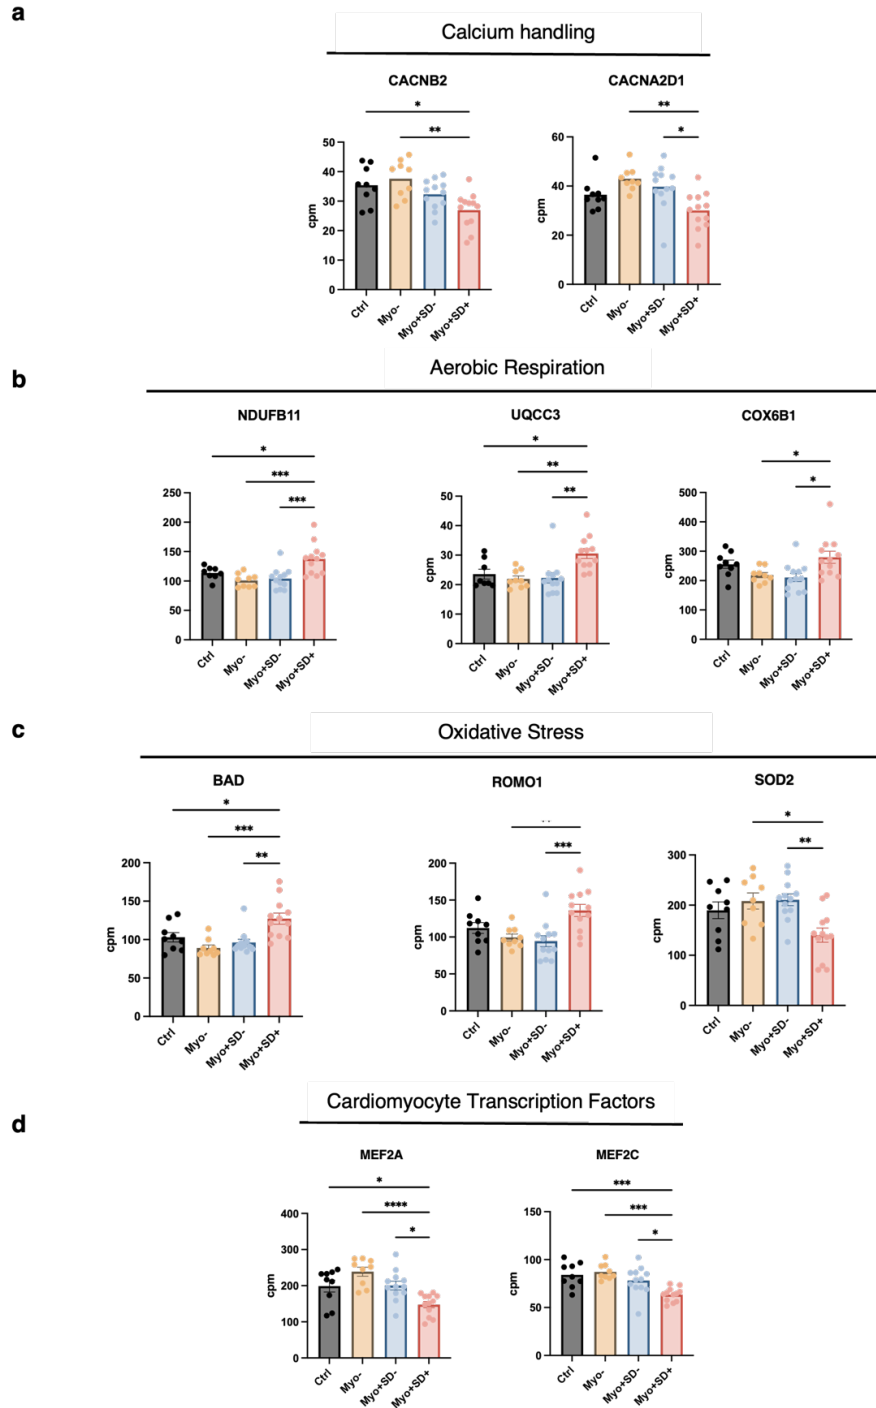 a
Calcium handling
CACNB2
CACNA2D1
*
**
**
*
50
40
30
20
10
0
cpm
Ctrl
Myo-
Myo+SD-
Myo+SD+
60
40
20
0
cpm
Ctrl
Myo-
Myo+SD-
Myo+SD+
b
Aerobic Respiration
NDUFB11
UQCC3
COX6B1
*
***
***
250
200
150
100
50
0
cpm
Ctrl
Myo-
Myo+SD-
Myo+SD+
*
**
**
50
40
30
20
10
0
cpm
Ctrl
Myo-
Myo+SD-
Myo+SD+
*
*
500
400
300
200
100
0
cpm
Ctrl
Myo-
Myo+SD-
Myo+SD+
c
Oxidative Stress
BAD
ROMO1
SOD2
*
***
**
200
150
100
50
0
cpm
Ctrl
Myo-
Myo+SD-
Myo+SD+
***
200
150
100
50
0
cpm
Ctrl
Myo-
Myo+SD-
Myo+SD+
*
**
300
200
100
0
cpm
Ctrl
Myo-
Myo+SD-
Myo+SD+
d
Cardiomyocyte Transcription Factors
MEF2A
MEF2C
*
****
*
400
300
200
100
0
cpm
Ctrl
Myo-
Myo+SD-
Myo+SD+
***
***
*
150
100
50
0
cpm
Ctrl
Myo-
Myo+SD-
Myo+SD+